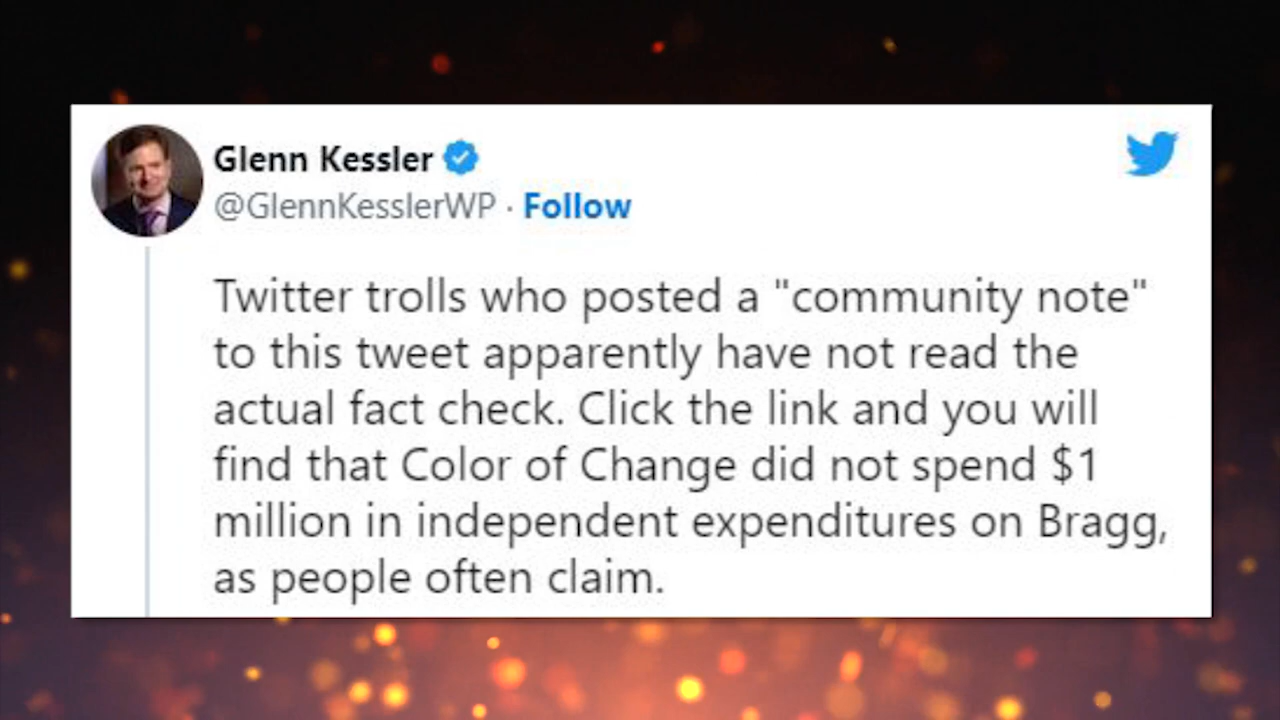 Glenn Kessler
@GlennKesslerWP · Follow
Twitter trolls who posted a "community note"
to this tweet apparently have not read the
actual fact check. Click the link and you will
find that Color of Change did not spend $1
million in independent expenditures on Bragg,
as people often claim.